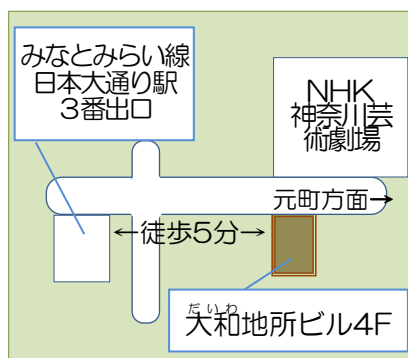 みなとみらい線
日本大通り駅
3番出口
NHK
神奈川芸
術劇場
元町方面→
←徒歩5分→
だいわ
大和地所ビル4F